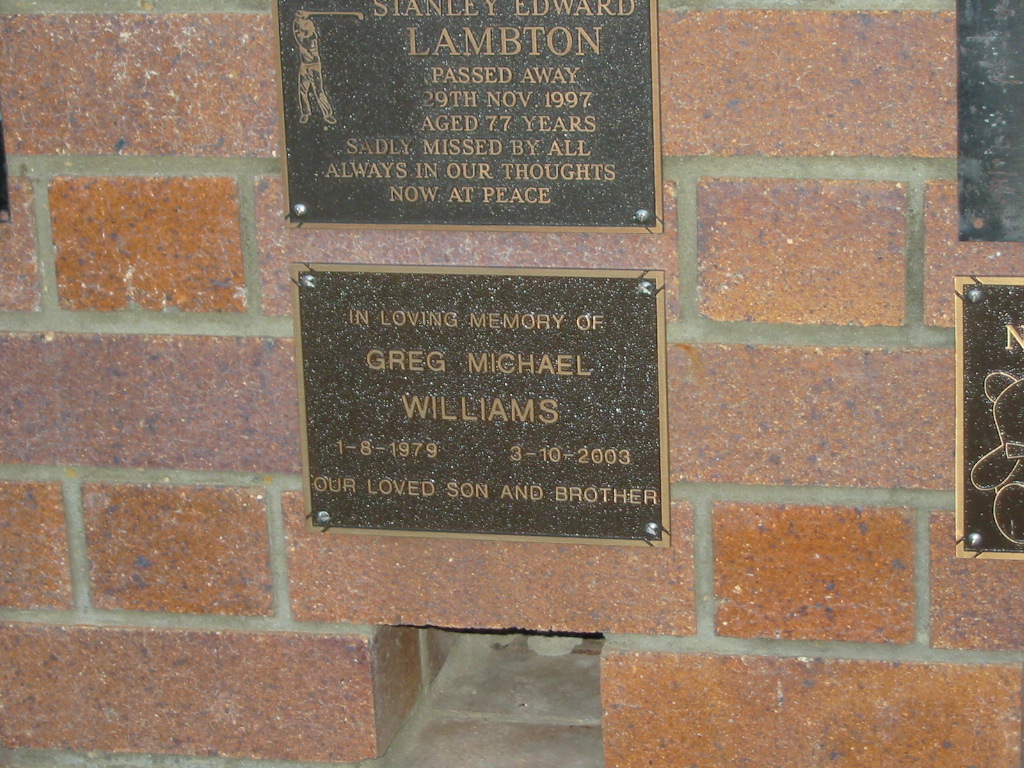 STANLEY EDWARD
LAMBTON
PASSED AWAY
29TH NOV. 1997
AGED 77 YEARS
SADLY MISSED BY ALL
ALWAYS IN OUR THOUGHTS
NOW AT PEACE
IN LOVING MEMORY OF
GREG MICHAEL
WILLIAMS
1-8-1979 3-10-2003
OUR LOVED SON AND BROTHER
N